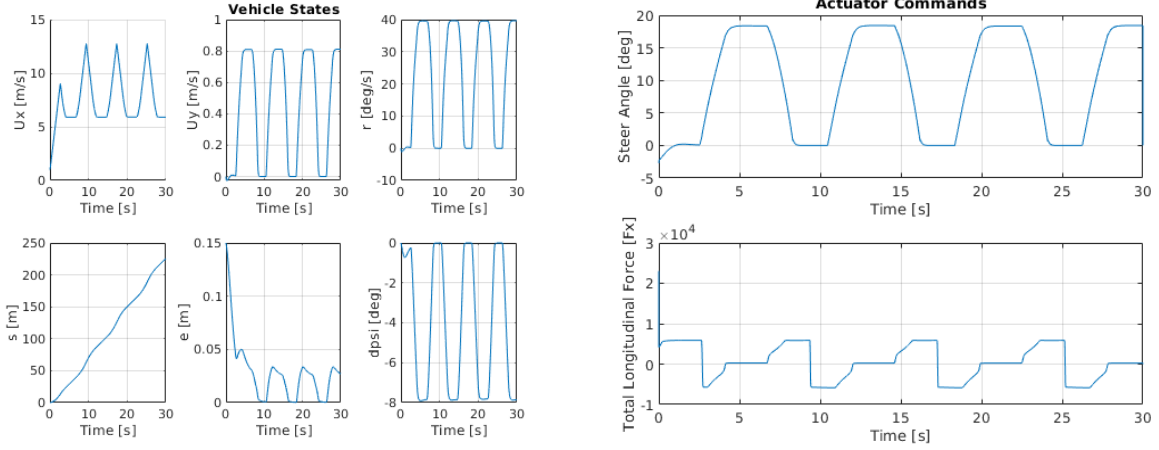 Vehicle States
Ux [m/s]
15
10
5
0
0 10 20 30
Time [s]
Uy [m/s]
1
0.8
0.6
0.4
0.2
0
0 10 20 30
Time [s]
r [deg/s]
40
30
20
10
0
-10
0 10 20 30
Time [s]
s [m]
250
200
150
100
50
0
0 10 20 30
Time [s]
e [m]
0.15
0.1
0.05
0
0 10 20 30
Time [s]
dpsi [deg]
0
-2
-4
-6
-8
0 10 20 30
Time [s]
Actuator Commands
Steer Angle [deg]
20
15
10
5
0
-5
0 5 10 15 20 25 30
Time [s]
Total Longitudinal Force [Fx]
×10⁴
3
2
1
0
-1
0 5 10 15 20 25 30
Time [s]